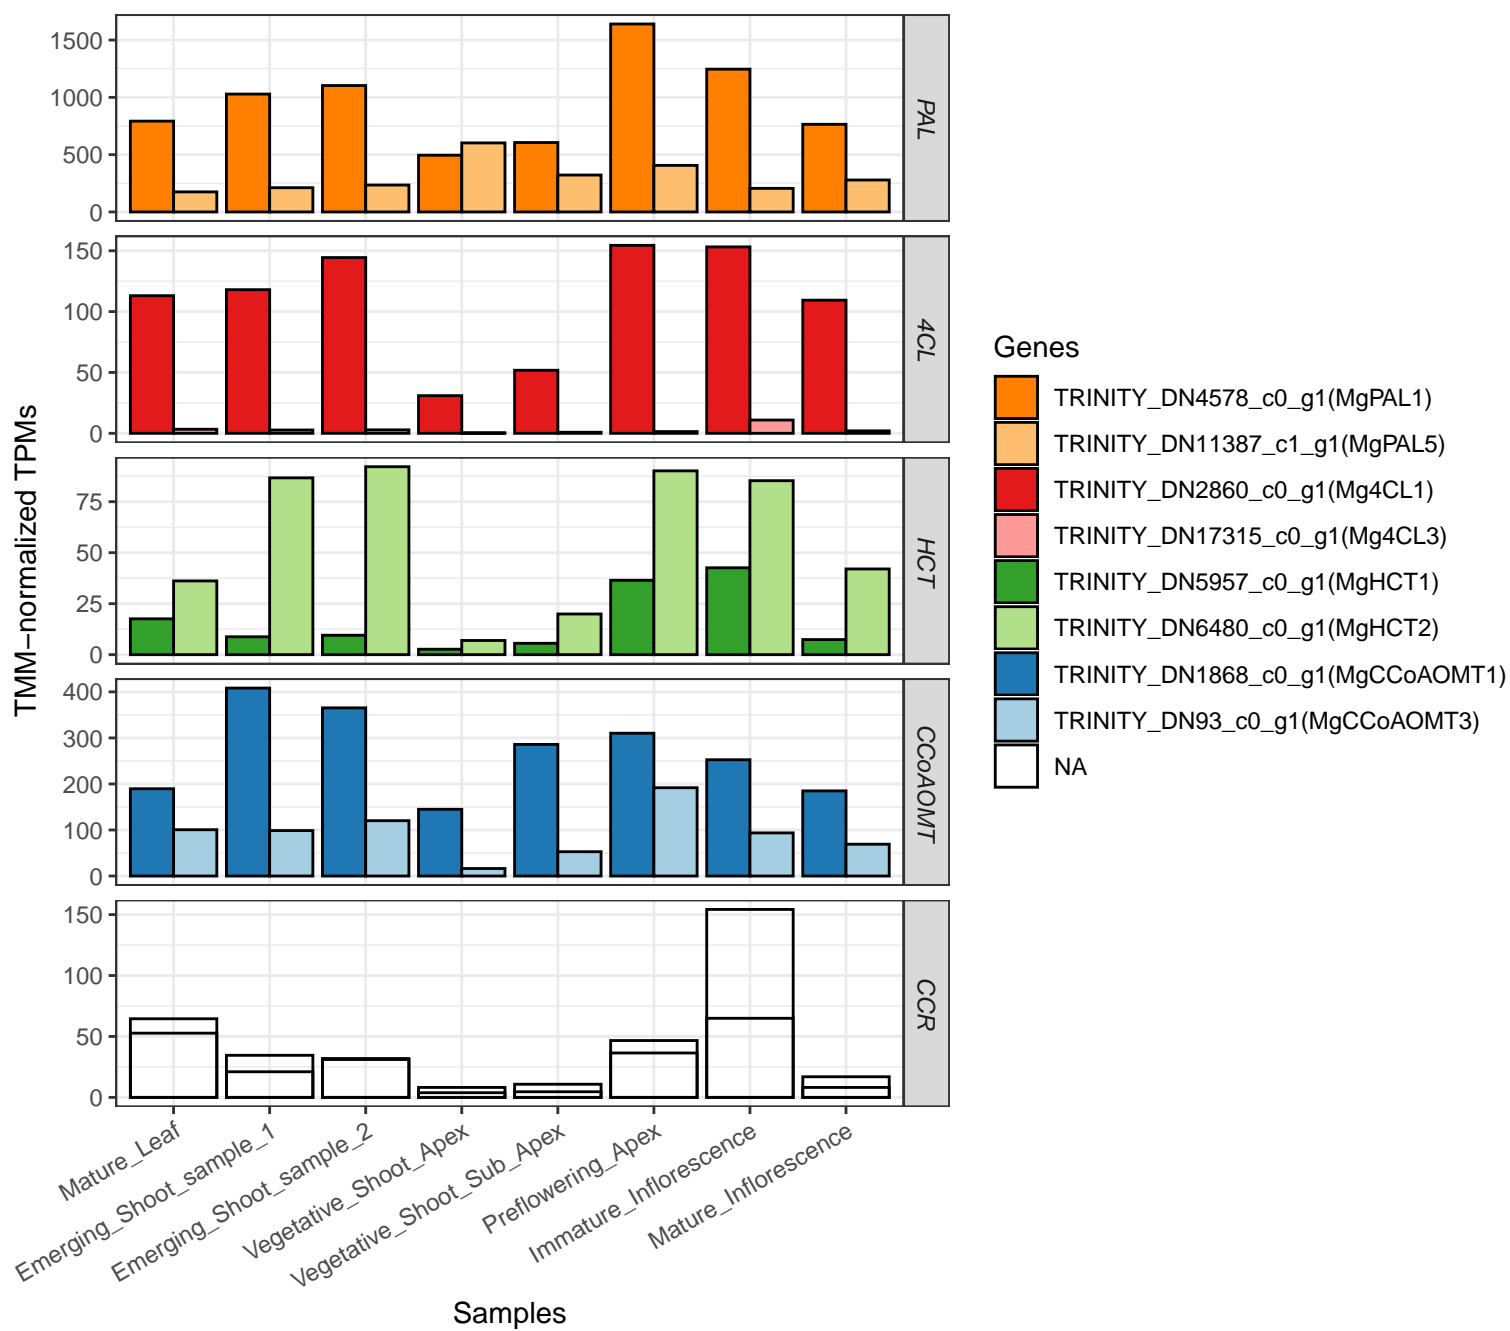 1500
1000
500
0
PAL
150
100
50
0
4CL
75
50
25
0
HCT
400
300
200
100
0
CCoAOMT
150
100
50
0
CCR
TMM−normalized TPMs
Mature_Leaf
Emerging_Shoot_sample_1
Emerging_Shoot_sample_2
Vegetative_Shoot_Apex
Vegetative_Shoot_Sub_Apex
Preflowering_Apex
Immature_Inflorescence
Mature_Inflorescence
Samples
Genes
TRINITY_DN4578_c0_g1(MgPAL1)
TRINITY_DN11387_c1_g1(MgPAL5)
TRINITY_DN2860_c0_g1(Mg4CL1)
TRINITY_DN17315_c0_g1(Mg4CL3)
TRINITY_DN5957_c0_g1(MgHCT1)
TRINITY_DN6480_c0_g1(MgHCT2)
TRINITY_DN1868_c0_g1(MgCCoAOMT1)
TRINITY_DN93_c0_g1(MgCCoAOMT3)
NA